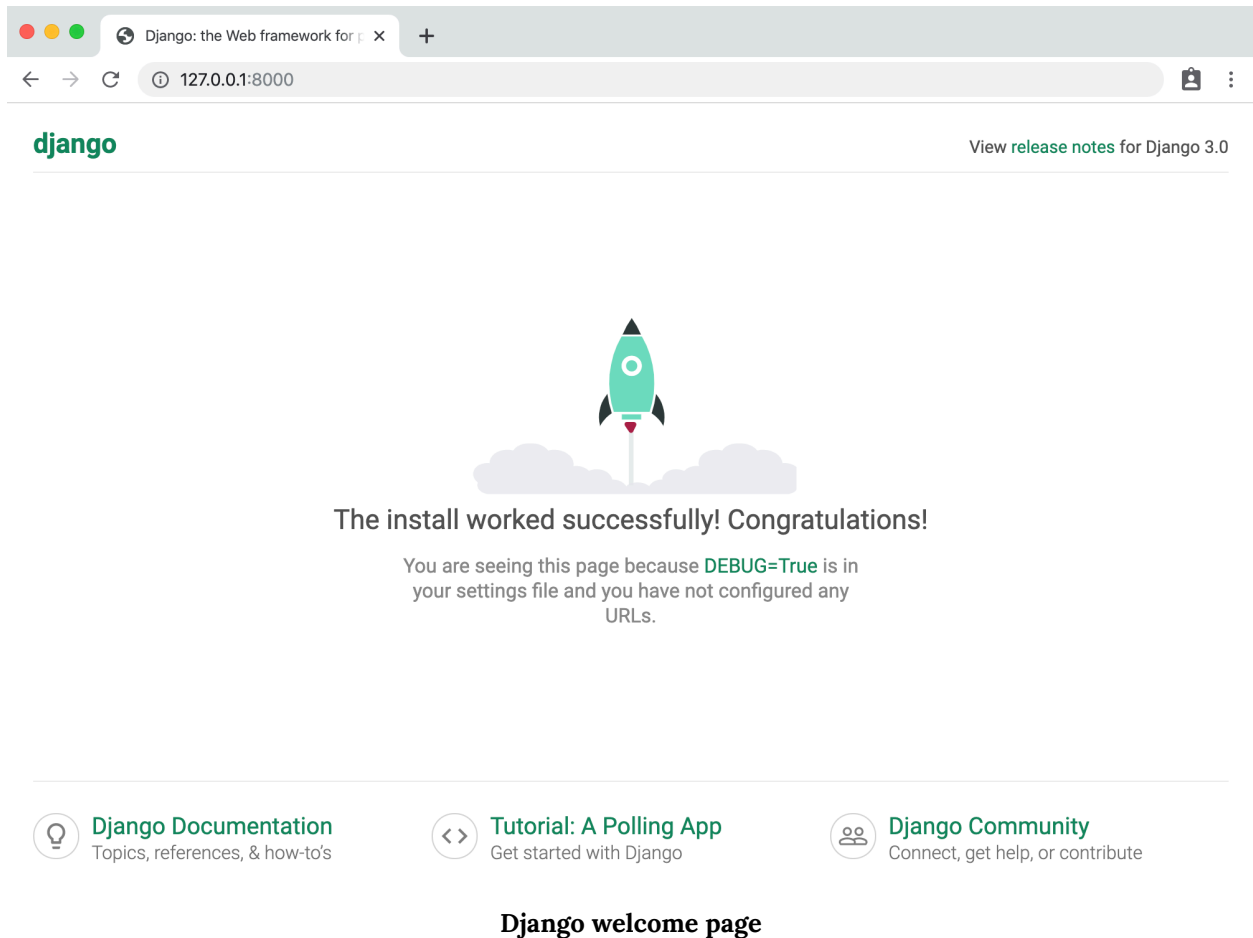 Django: the Web framework for p
127.0.0.1:8000
django
View release notes for Django 3.0
The install worked successfully! Congratulations!
You are seeing this page because DEBUG=True is in
your settings file and you have not configured any
URLs.
Django Documentation
Topics, references, & how-to's
Tutorial: A Polling App
Get started with Django
Django Community
Connect, get help, or contribute
Django welcome page